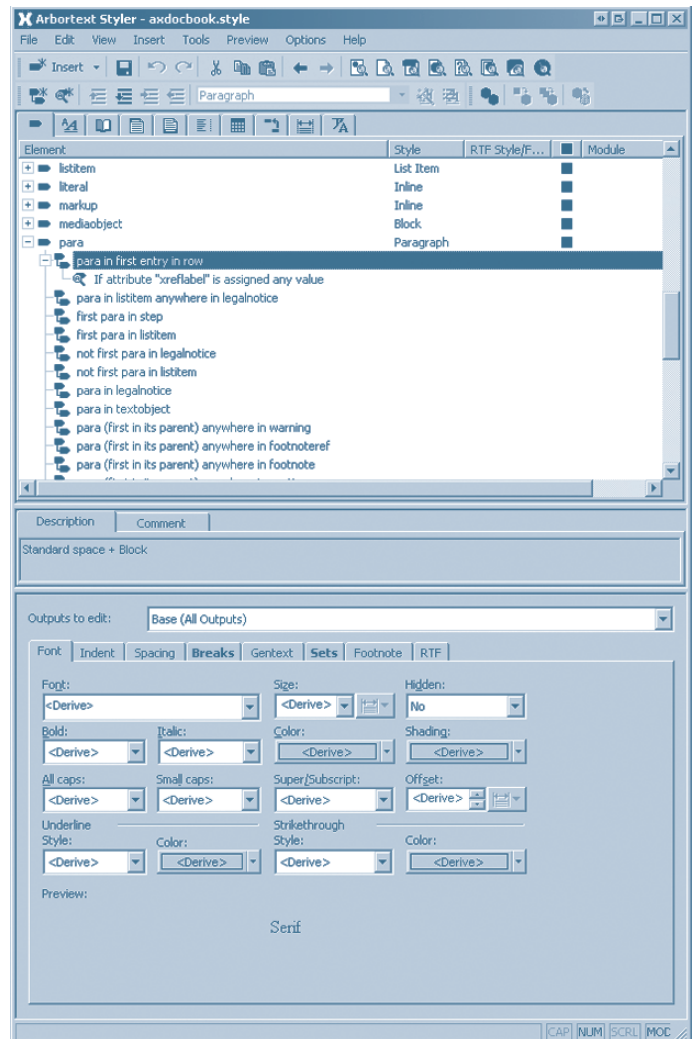 Arbortext Styler - axdocbook.style
File Edit View Insert Tools Preview Options Help
Insert
Paragraph
Element Style RTF Style/F... Module
listitem List Item
literal Inline
markup Inline
mediaobject Block
para Paragraph
para in first entry in row
If attribute "xreflabel" is assigned any value
para in listitem anywhere in legalnotice
first para in step
first para in listitem
not first para in legalnotice
not first para in listitem
para in legalnotice
para in textobject
para (first in its parent) anywhere in warning
para (first in its parent) anywhere in footnoteref
para (first in its parent) anywhere in footnote
Description Comment
Standard space + Block
Outputs to edit: Base (All Outputs)
Font Indent Spacing Breaks Gentext Sets Footnote RTF
Font: Size: Hidden:
<Derive> <Derive> No
Bold: Italic: Color: Shading:
<Derive> <Derive> <Derive> <Derive>
All caps: Small caps: Super/Subscript: Offset:
<Derive> <Derive> <Derive> <Derive>
Underline Strikethrough
Style: Color: Style: Color:
<Derive> <Derive> <Derive> <Derive>
Preview:
Serif
CAP NUM SCRL MOD